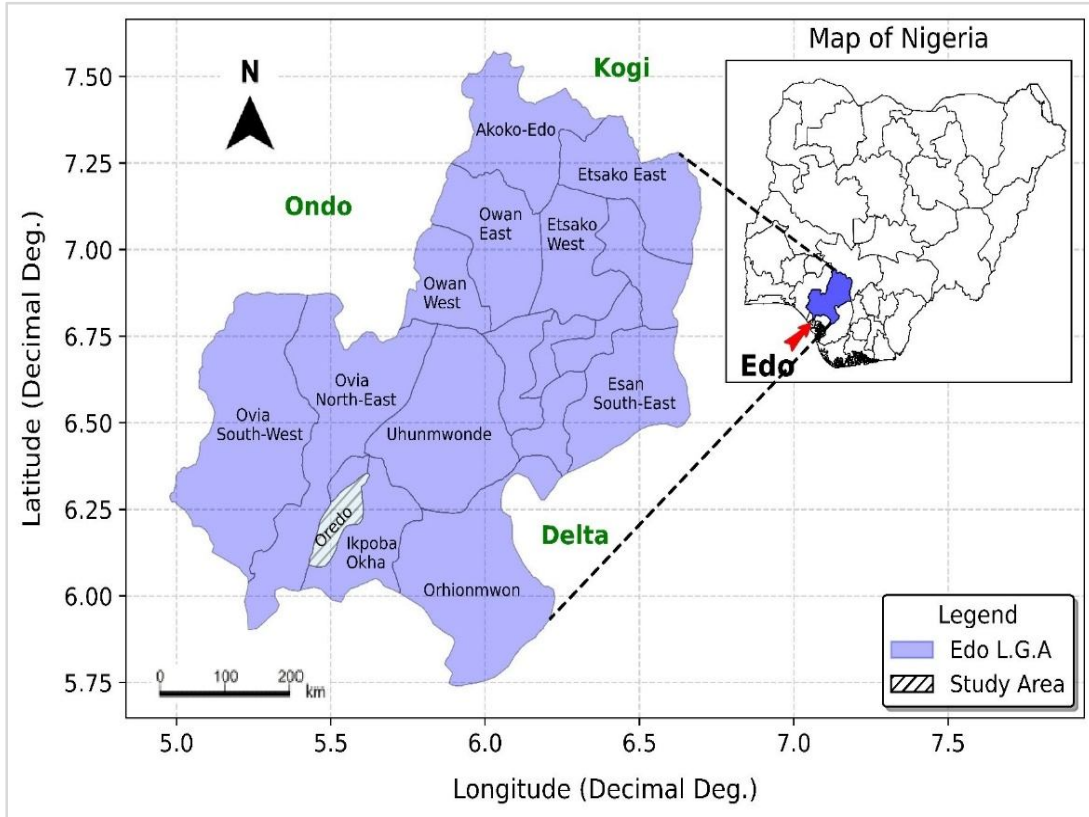 Map of Nigeria
Edo
N
Kogi
Ondo
Delta
Akoko-Edo
Etsako East
Owan
East
Etsako
West
Owan
West
Ovia
North-East
Ovia
South-West
Uhunmwonde
Esan
South-East
Oredo
Ikpoba
Okha
Orhionmwon
7.50
7.25
7.00
6.75
6.50
6.25
6.00
5.75
Latitude (Decimal Deg.)
0 100 200
km
Legend
Edo L.G.A
Study Area
5.0 5.5 6.0 6.5 7.0 7.5
Longitude (Decimal Deg.)